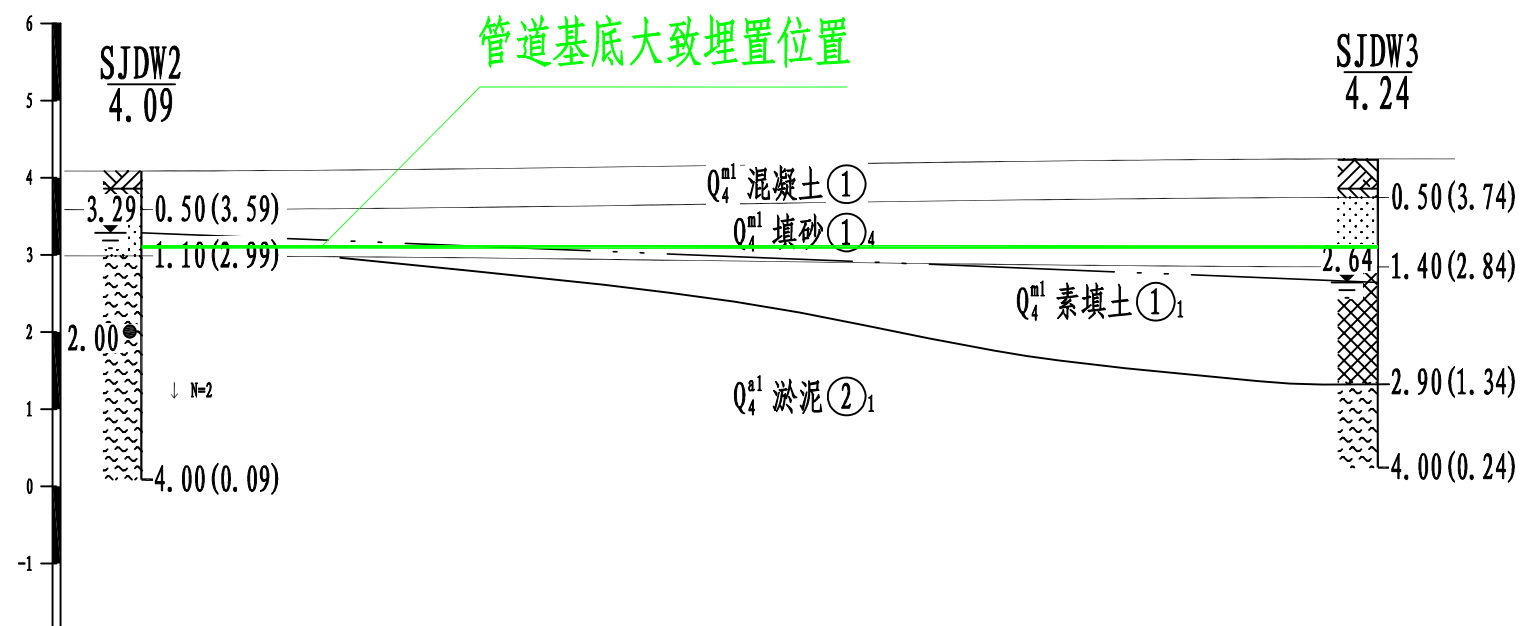 管道基底大致埋置位置
6
5
4
3
2
1
0
-1
SJDW2
4.09
SJDW3
4.24
Q4ml 混凝土①
3.29
0.50(3.59)
0.50(3.74)
Q4ml 填砂①4
1.10(2.99)
2.64
1.40(2.84)
Q4ml 素填土①1
2.00
↓ N=2
Q4al 淤泥②1
2.90(1.34)
4.00(0.09)
4.00(0.24)